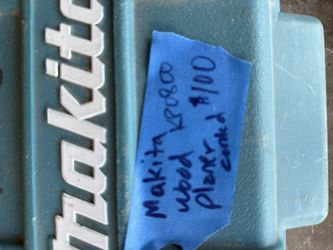 makita
Makita
wood KP0800
planer $100
corded